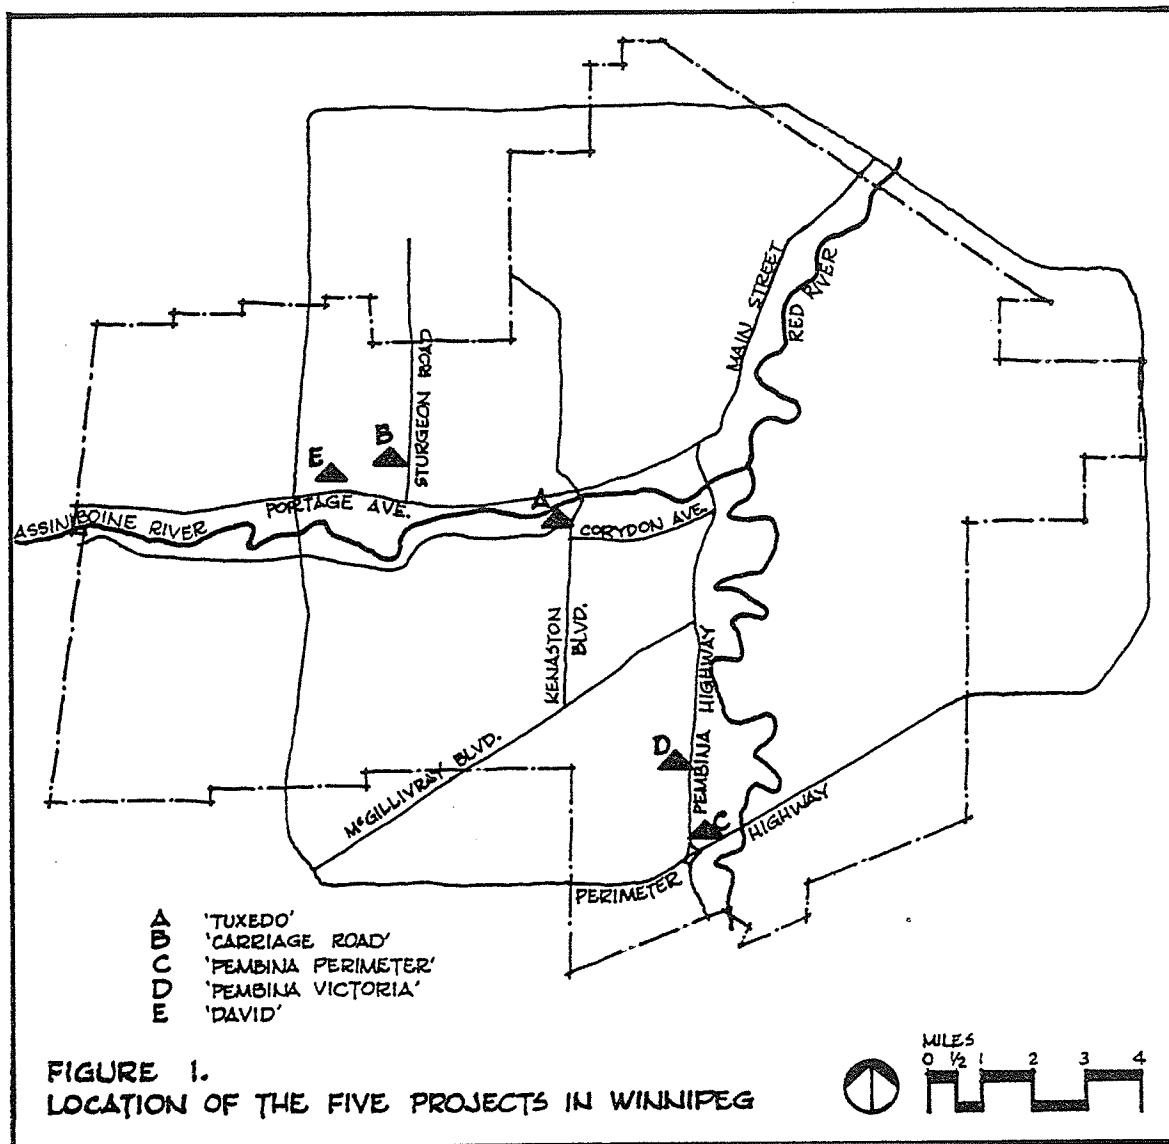 MAIN STREET
RED RIVER
STURGEON ROAD
B
E
A
PORTAGE AVE.
ASSINIBOINE RIVER
CORYDON AVE.
KENASTON
BLVD.
PEMBINA HIGHWAY
McGILLIVRAY BLVD.
D
C
PERIMETER HIGHWAY
A 'TUXEDO'
B 'CARRIAGE ROAD'
C 'PEMBINA PERIMETER'
D 'PEMBINA VICTORIA'
E 'DAVID'
MILES
0 ½ 1 2 3 4
FIGURE 1.
LOCATION OF THE FIVE PROJECTS IN WINNIPEG